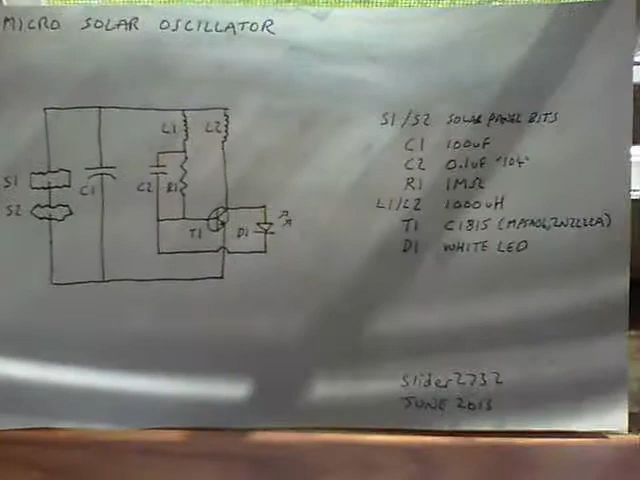 MICRO SOLAR OSCILLATOR
L1 L2
S1/S2 SOLAR PANEL BITS
C1 100uF
C2 0.1uF "104"
R1 1MΩ
L1/L2 1000uH
T1 C1815 (MPSA06, 2N2222A)
D1 WHITE LED
S1
S2
C1
C2
R1
T1
D1
Slider2732
JUNE 2013